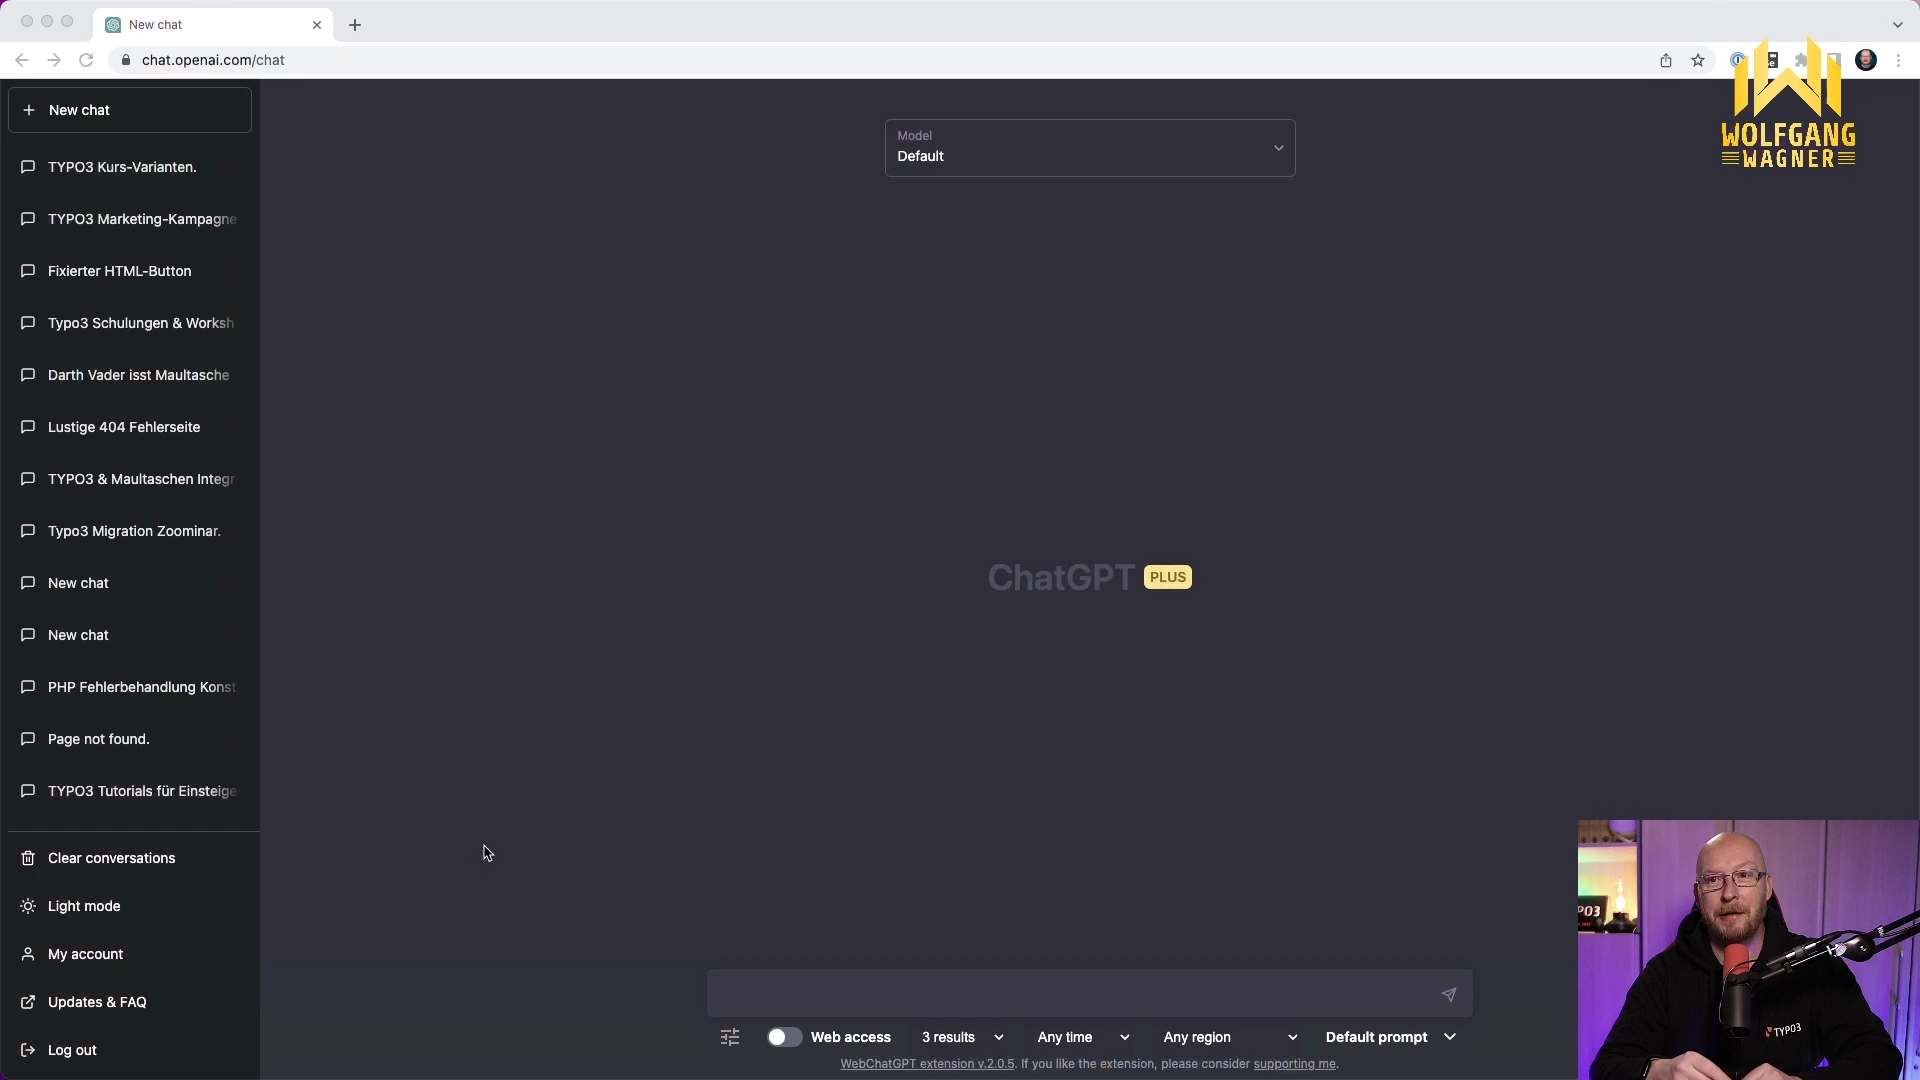 New chat
chat.openai.com/chat
New chat
TYPO3 Kurs-Varianten.
TYPO3 Marketing-Kampagne
Fixierter HTML-Button
Typo3 Schulungen & Worksh
Darth Vader isst Maultasche
Lustige 404 Fehlerseite
TYPO3 & Maultaschen Integr
Typo3 Migration Zoominar.
New chat
New chat
PHP Fehlerbehandlung Konst
Page not found.
TYPO3 Tutorials für Einsteige
Clear conversations
Light mode
My account
Updates & FAQ
Log out
Model
Default
WOLFGANG
WAGNER
ChatGPT PLUS
Web access 3 results Any time Any region Default prompt
WebChatGPT extension v.2.0.5. If you like the extension, please consider supporting me.
TYPO3